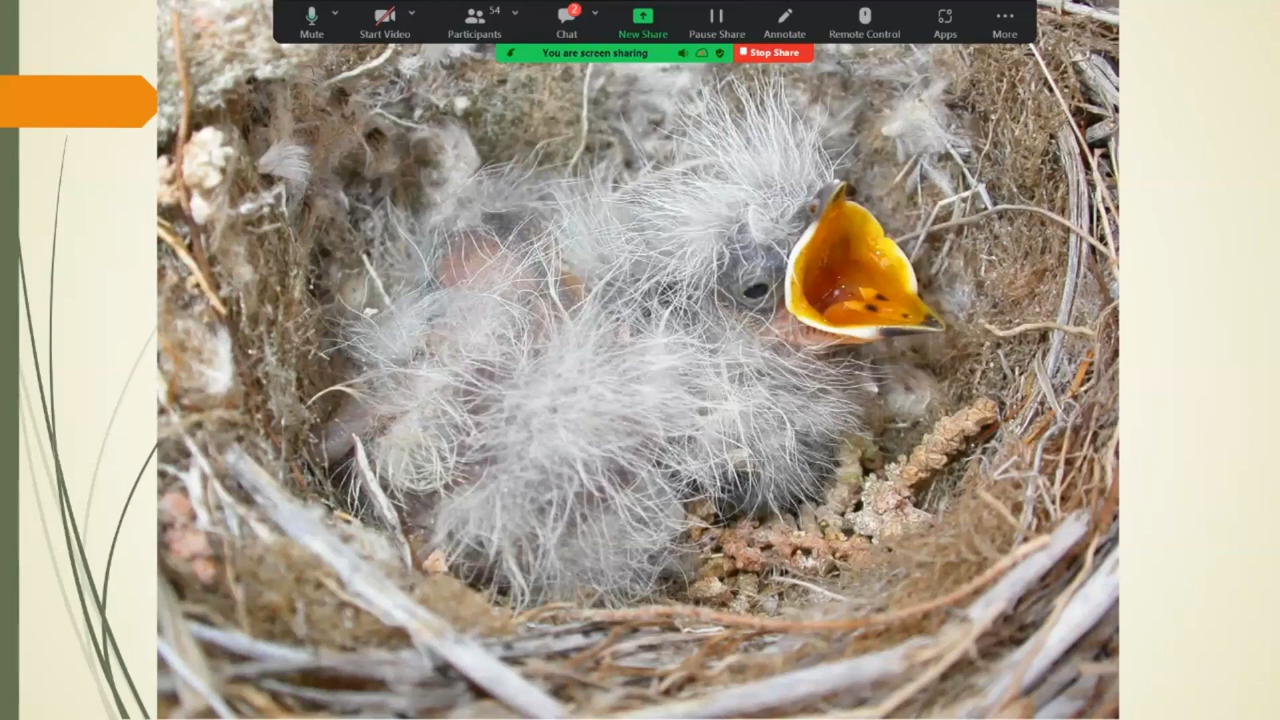 Mute
Start Video
Participants 54
Chat 2
New Share
Pause Share
Annotate
Remote Control
Apps
More
You are screen sharing
Stop Share